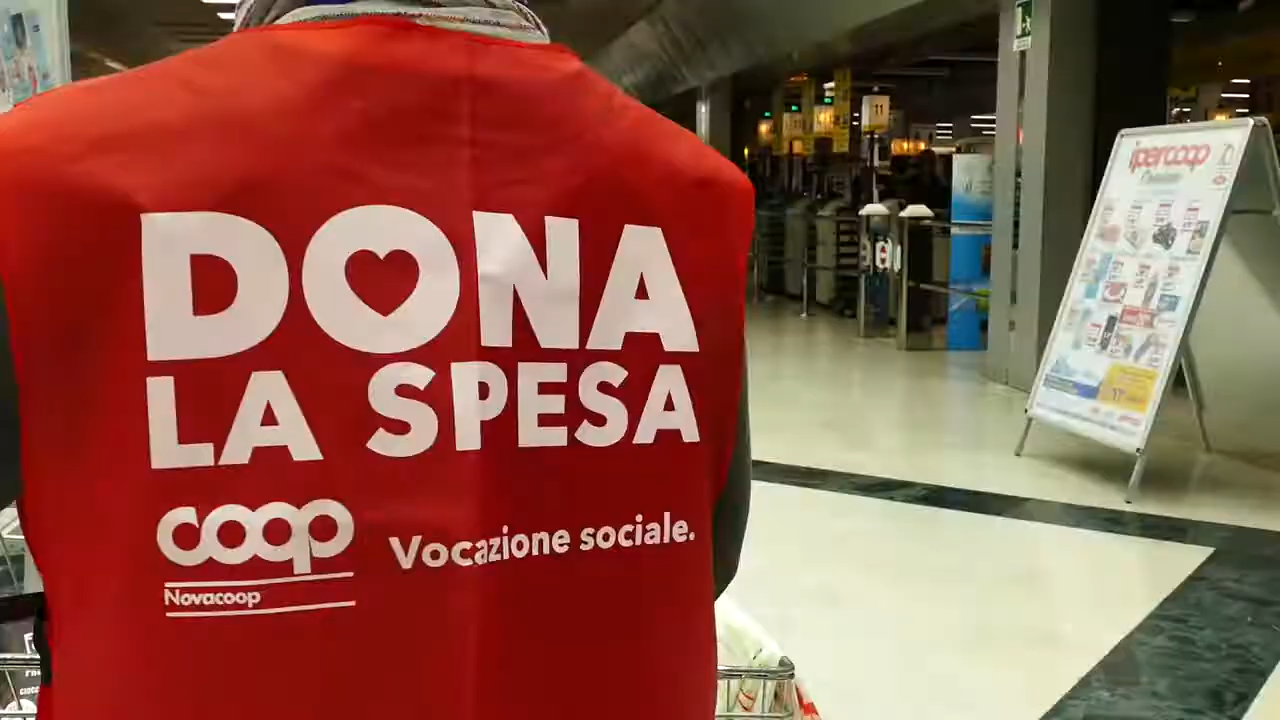 DONA
LA SPESA
coop
Novacoop
Vocazione sociale.
11
ipercoop